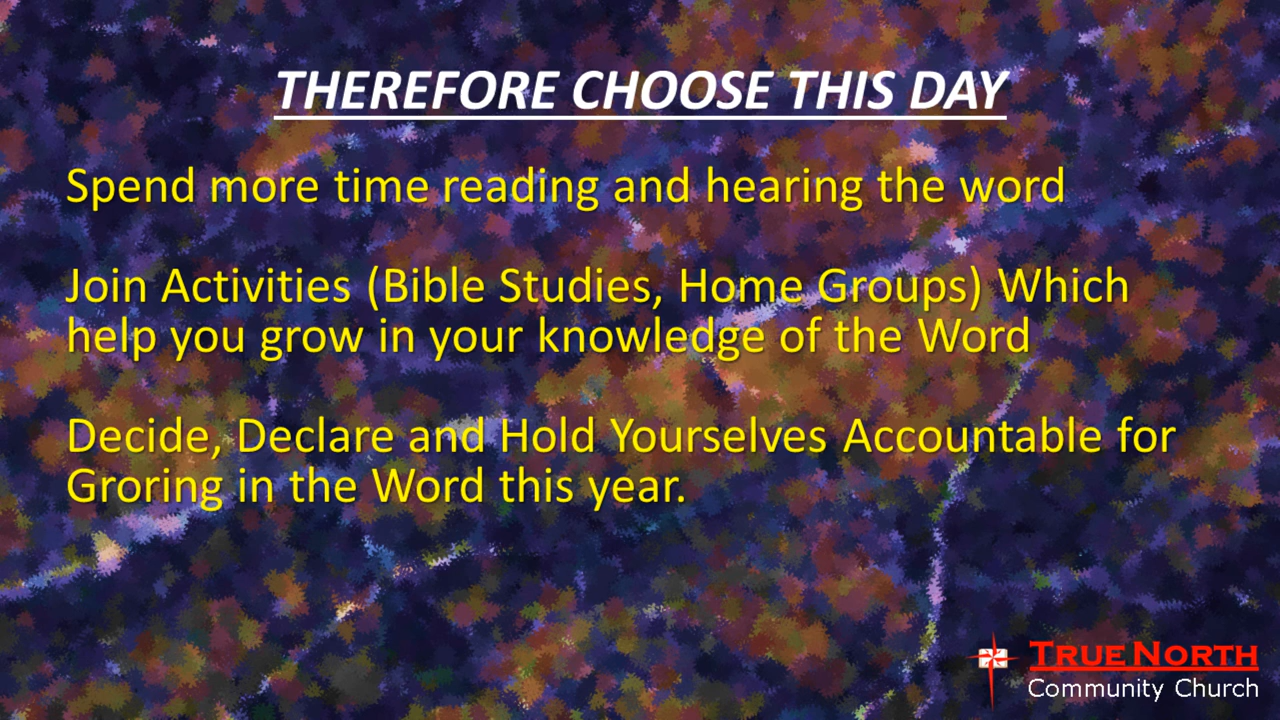 THEREFORE CHOOSE THIS DAY
Spend more time reading and hearing the word
Join Activities (Bible Studies, Home Groups) Which
help you grow in your knowledge of the Word
Decide, Declare and Hold Yourselves Accountable for
Groring in the Word this year.
TRUE NORTH
Community Church